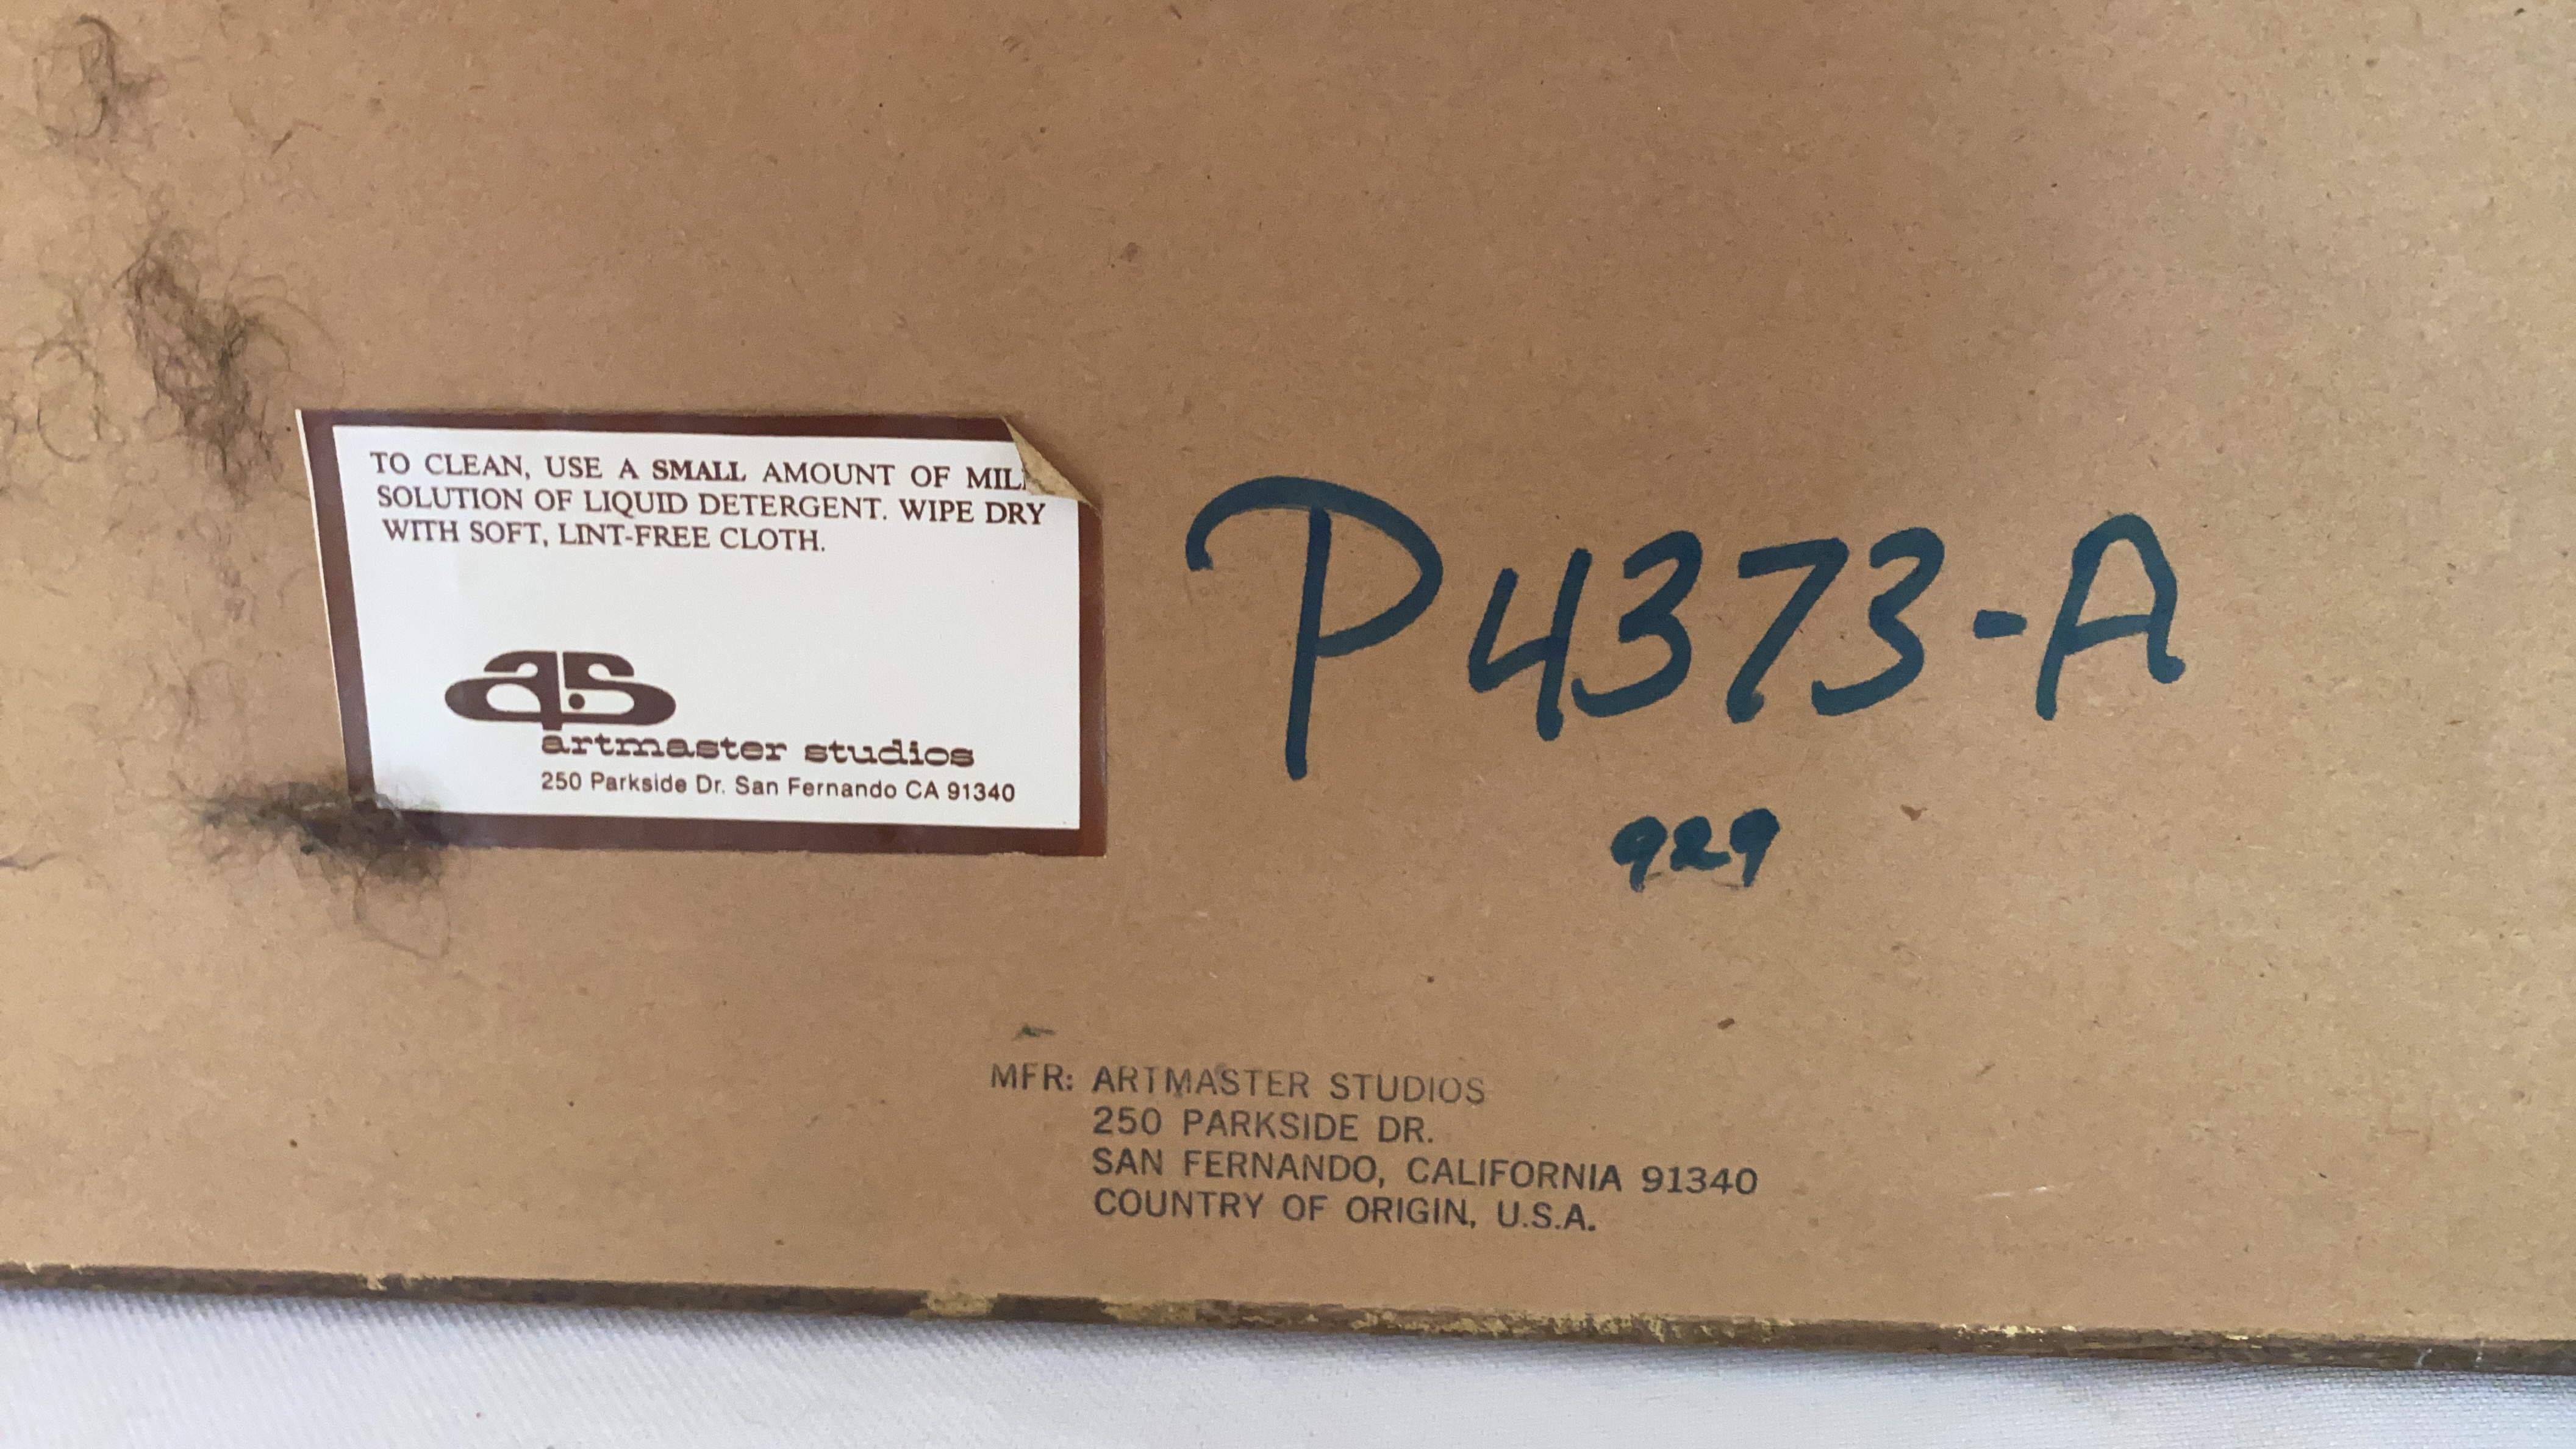 TO CLEAN, USE A SMALL AMOUNT OF MIL
SOLUTION OF LIQUID DETERGENT. WIPE DRY
WITH SOFT, LINT-FREE CLOTH.
as
artmaster studios
250 Parkside Dr. San Fernando CA 91340
P4373-A
929
MFR: ARTMASTER STUDIOS
250 PARKSIDE DR.
SAN FERNANDO, CALIFORNIA 91340
COUNTRY OF ORIGIN, U.S.A.